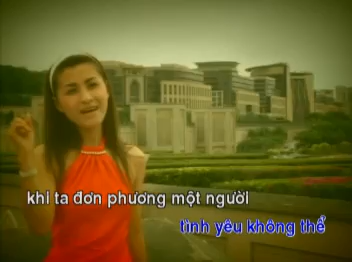 khi ta đơn phương một người
tình yêu không thể